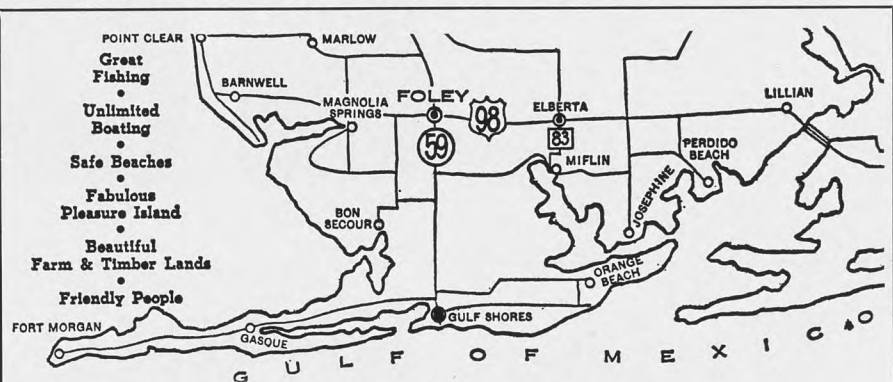 POINT CLEAR
MARLOW
Great
Fishing
•
Unlimited
Boating
•
Safe Beaches
•
Fabulous
Pleasure Island
•
Beautiful
Farm & Timber Lands
•
Friendly People
BARNWELL
MAGNOLIA
SPRINGS
FOLEY
98
59
ELBERTA
83
LILLIAN
MIFLIN
PERDIDO
BEACH
JOSEPHINE
BON
SECOUR
ORANGE
BEACH
GULF SHORES
FORT MORGAN
GASQUE
GULF OF MEXICO
40